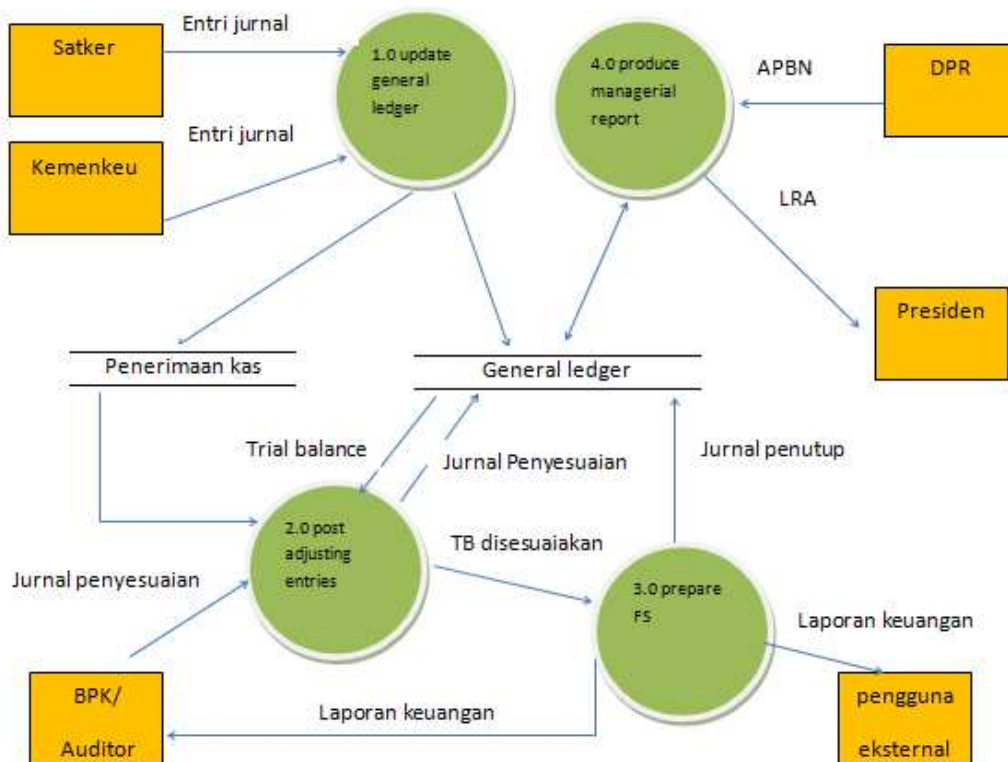 Satker
Entri jurnal
1.0 update
general
ledger
4.0 produce
managerial
report
APBN
DPR
Kemenkeu
Entri jurnal
LRA
Presiden
Penerimaan kas
General ledger
Trial balance
Jurnal Penyesuaian
Jurnal penutup
2.0 post
adjusting
entries
TB disesuaiakan
Jurnal penyesuaian
3.0 prepare
FS
Laporan keuangan
BPK/
Auditor
Laporan keuangan
pengguna
eksternal